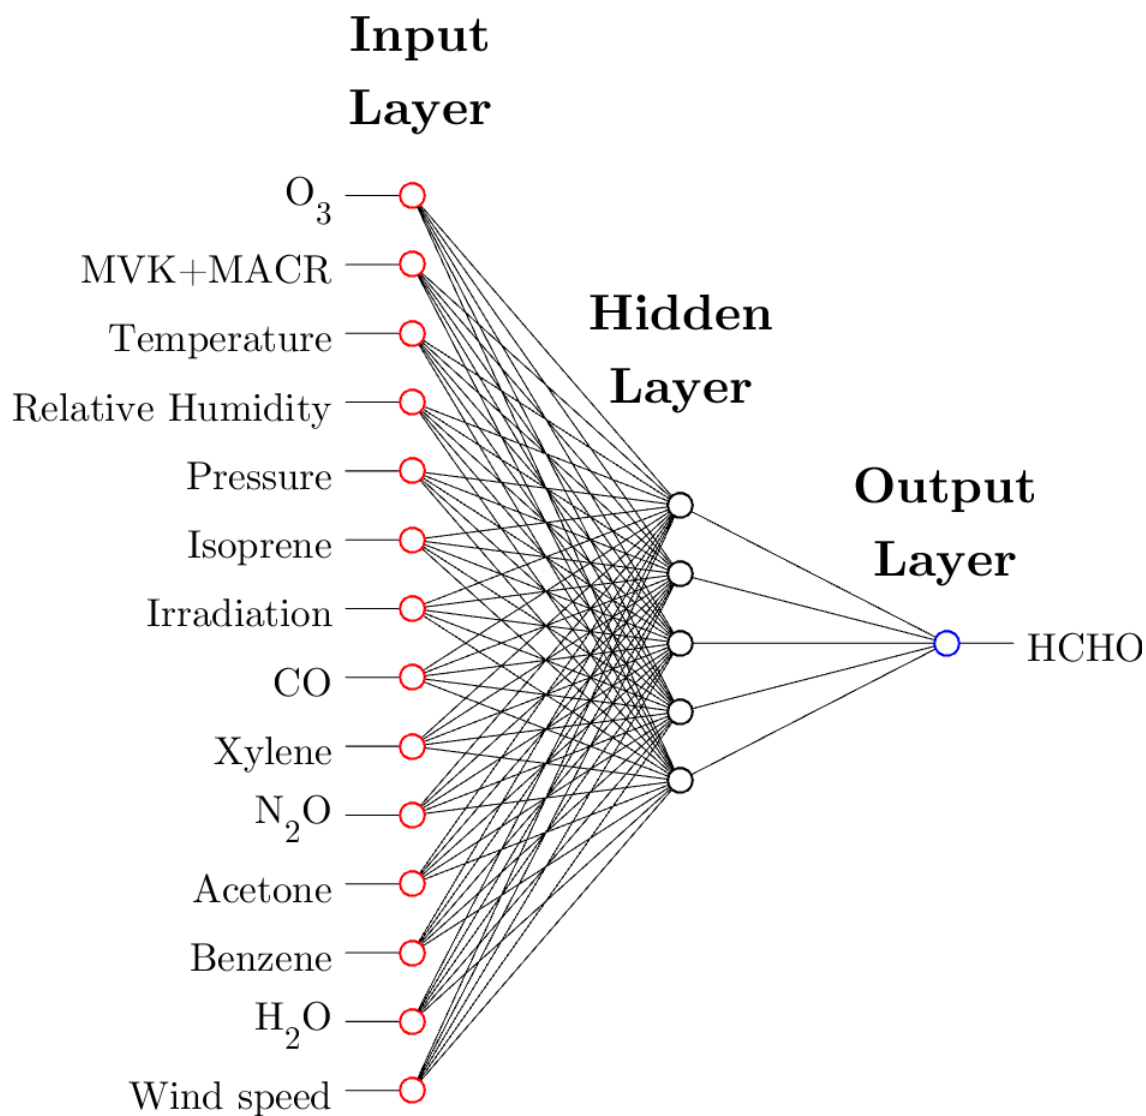 Input
Layer
O₃
MVK+MACR
Temperature
Relative Humidity
Pressure
Isoprene
Irradiation
CO
Xylene
N₂O
Acetone
Benzene
H₂O
Wind speed
Hidden
Layer
Output
Layer
HCHO